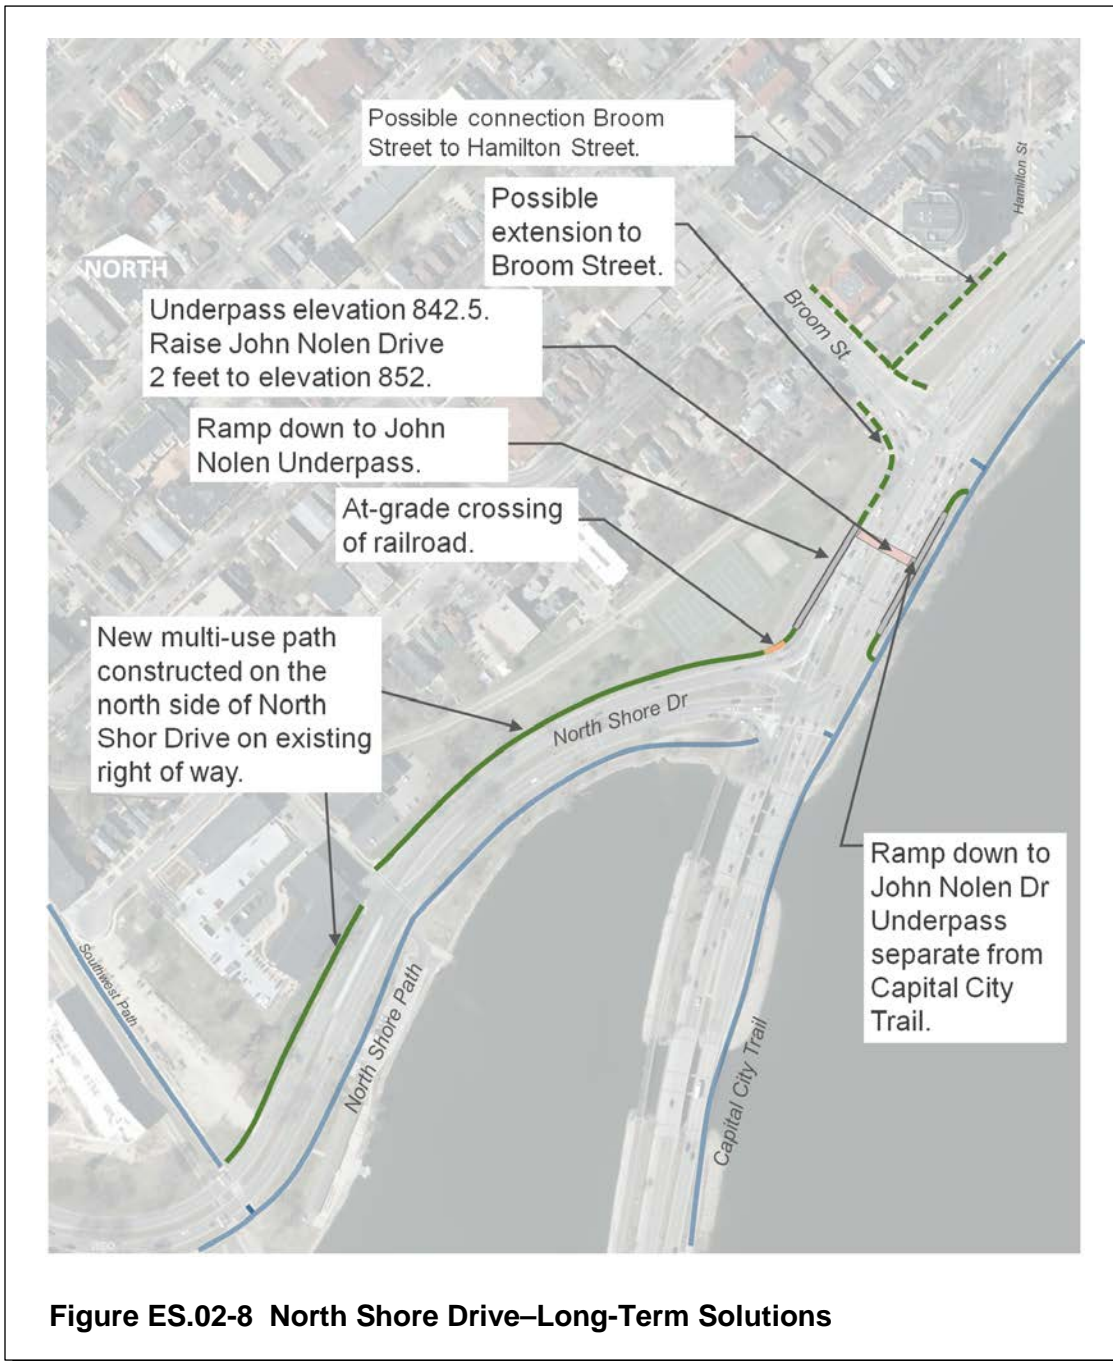 Possible connection Broom
Street to Hamilton Street.
Hamilton St
Possible
extension to
Broom Street.
NORTH
Underpass elevation 842.5.
Raise John Nolen Drive
2 feet to elevation 852.
Broom St
Ramp down to John
Nolen Underpass.
At-grade crossing
of railroad.
New multi-use path
constructed on the
north side of North
Shor Drive on existing
right of way.
North Shore Dr
Ramp down to
John Nolen Dr
Underpass
separate from
Capital City
Trail.
Southwest Path
North Shore Path
Capital City Trail
Figure ES.02-8 North Shore Drive–Long-Term Solutions